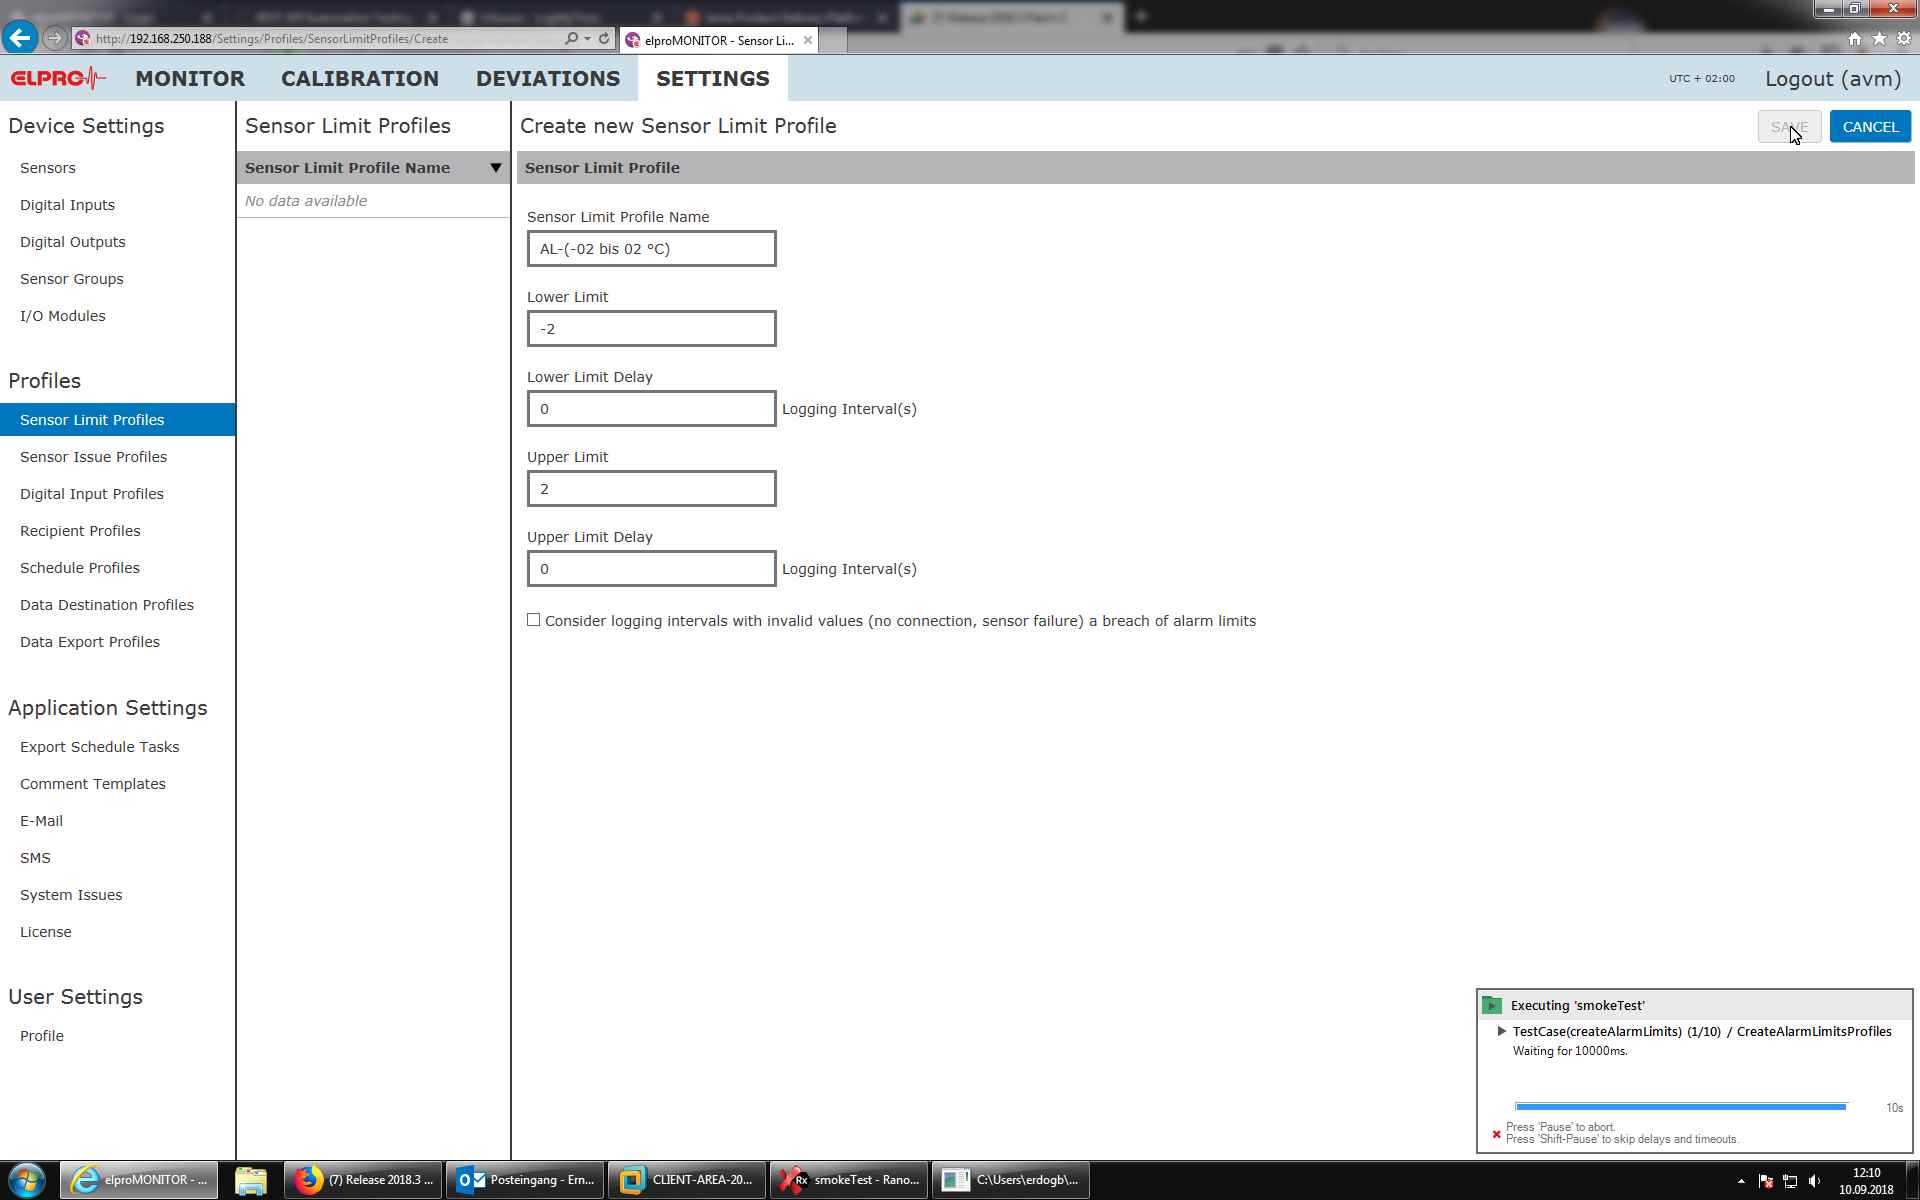 http://192.168.250.188/Settings/Profiles/SensorLimitProfiles/Create
elproMONITOR - Sensor Li...
ELPRO
MONITOR
CALIBRATION
DEVIATIONS
SETTINGS
UTC + 02:00
Logout (avm)
Device Settings
Sensors
Digital Inputs
Digital Outputs
Sensor Groups
I/O Modules
Profiles
Sensor Limit Profiles
Sensor Issue Profiles
Digital Input Profiles
Recipient Profiles
Schedule Profiles
Data Destination Profiles
Data Export Profiles
Application Settings
Export Schedule Tasks
Comment Templates
E-Mail
SMS
System Issues
License
User Settings
Profile
Sensor Limit Profiles
Sensor Limit Profile Name
No data available
Create new Sensor Limit Profile
SAVE
CANCEL
Sensor Limit Profile
Sensor Limit Profile Name
AL-(-02 bis 02 °C)
Lower Limit
-2
Lower Limit Delay
0
Logging Interval(s)
Upper Limit
2
Upper Limit Delay
0
Logging Interval(s)
Consider logging intervals with invalid values (no connection, sensor failure) a breach of alarm limits
Executing 'smokeTest'
TestCase(createAlarmLimits) (1/10) / CreateAlarmLimitsProfiles
Waiting for 10000ms.
10s
Press 'Pause' to abort.
Press 'Shift-Pause' to skip delays and timeouts.
elproMONITOR - ...
(7) Release 2018.3 ...
Posteingang - Ern...
CLIENT-AREA-20...
Rx
smokeTest - Rano...
C:\Users\erdogb\...
12:10
10.09.2018